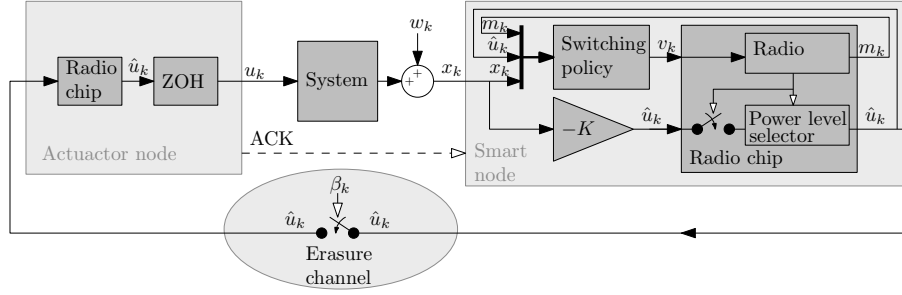 Radio
chip
û_k
ZOH
u_k
System
w_k
+
+
x_k
m_k
û_k
x_k
Switching
policy
v_k
Radio
m_k
−K
û_k
Power level
selector
û_k
Radio chip
Actuactor node
ACK
Smart
node
β_k
û_k
û_k
Erasure
channel